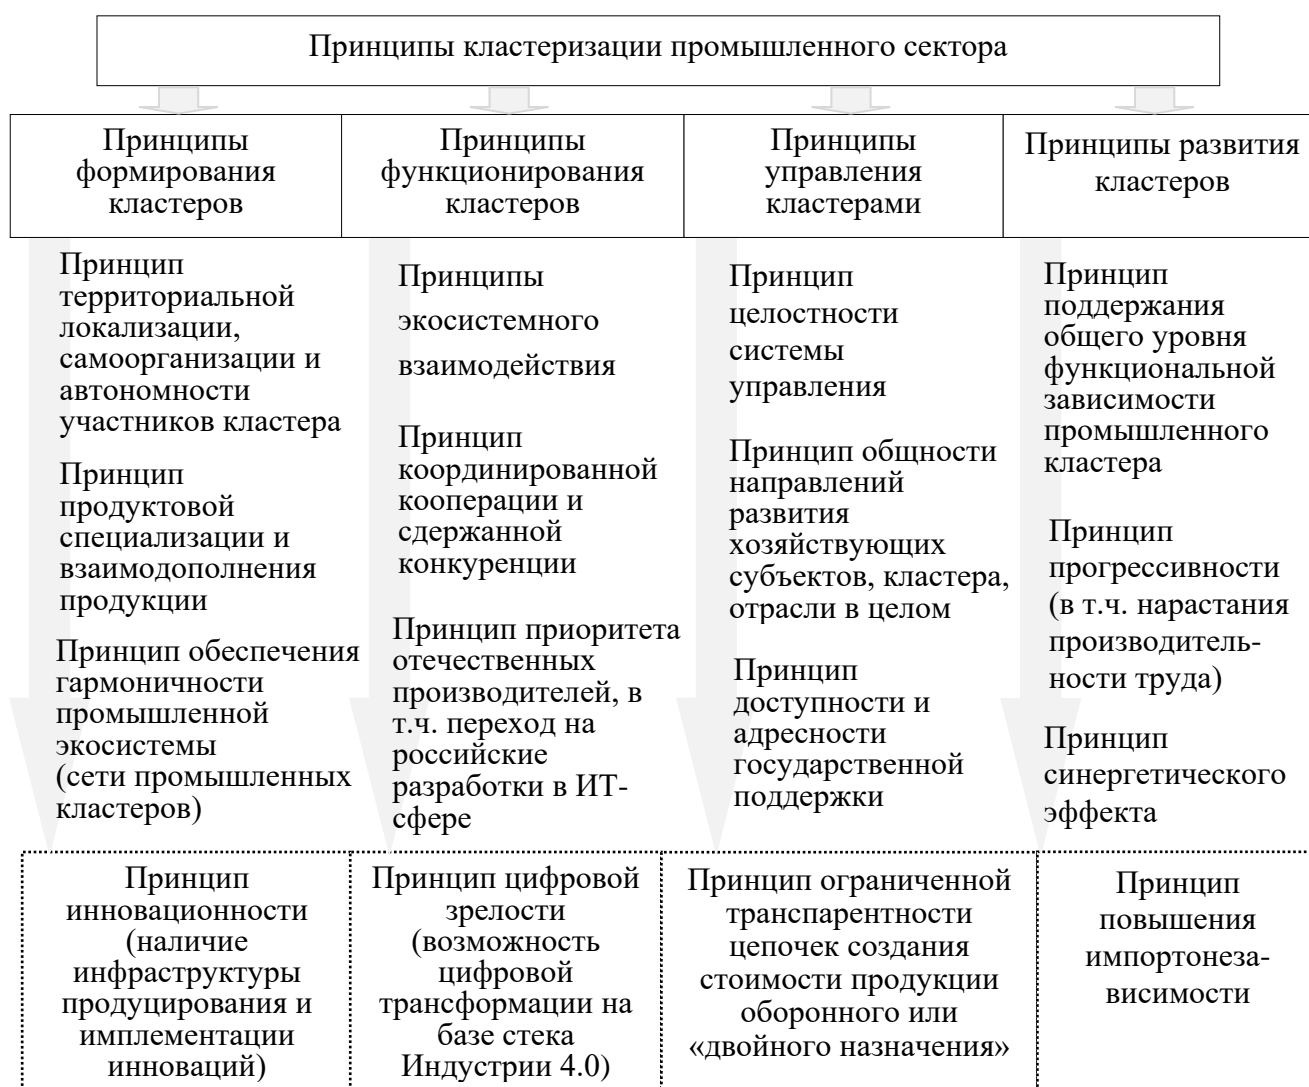 Принципы кластеризации промышленного сектора
Принципы
формирования
кластеров
Принципы
функционирования
кластеров
Принципы
управления
кластерами
Принципы развития
кластеров
Принцип
территориальной
локализации,
самоорганизации и
автономности
участников кластера
Принцип
продуктовой
специализации и
взаимодополнения
продукции
Принцип обеспечения
гармоничности
промышленной
экосистемы
(сети промышленных
кластеров)
Принципы
экосистемного
взаимодействия
Принцип
координированной
кооперации и
сдержанной
конкуренции
Принцип приоритета
отечественных
производителей, в
т.ч. переход на
российские
разработки в ИТ-
сфере
Принцип
целостности
системы
управления
Принцип общности
направлений
развития
хозяйствующих
субъектов, кластера,
отрасли в целом
Принцип
доступности и
адресности
государственной
поддержки
Принцип
поддержания
общего уровня
функциональной
зависимости
промышленного
кластера
Принцип
прогрессивности
(в т.ч. нарастания
производитель-
ности труда)
Принцип
синергетического
эффекта
Принцип
инновационности
(наличие
инфраструктуры
продуцирования и
имплементации
инноваций)
Принцип цифровой
зрелости
(возможность
цифровой
трансформации на
базе стека
Индустрии 4.0)
Принцип ограниченной
транспарентности
цепочек создания
стоимости продукции
оборонного или
«двойного назначения»
Принцип
повышения
импортонеза-
висимости